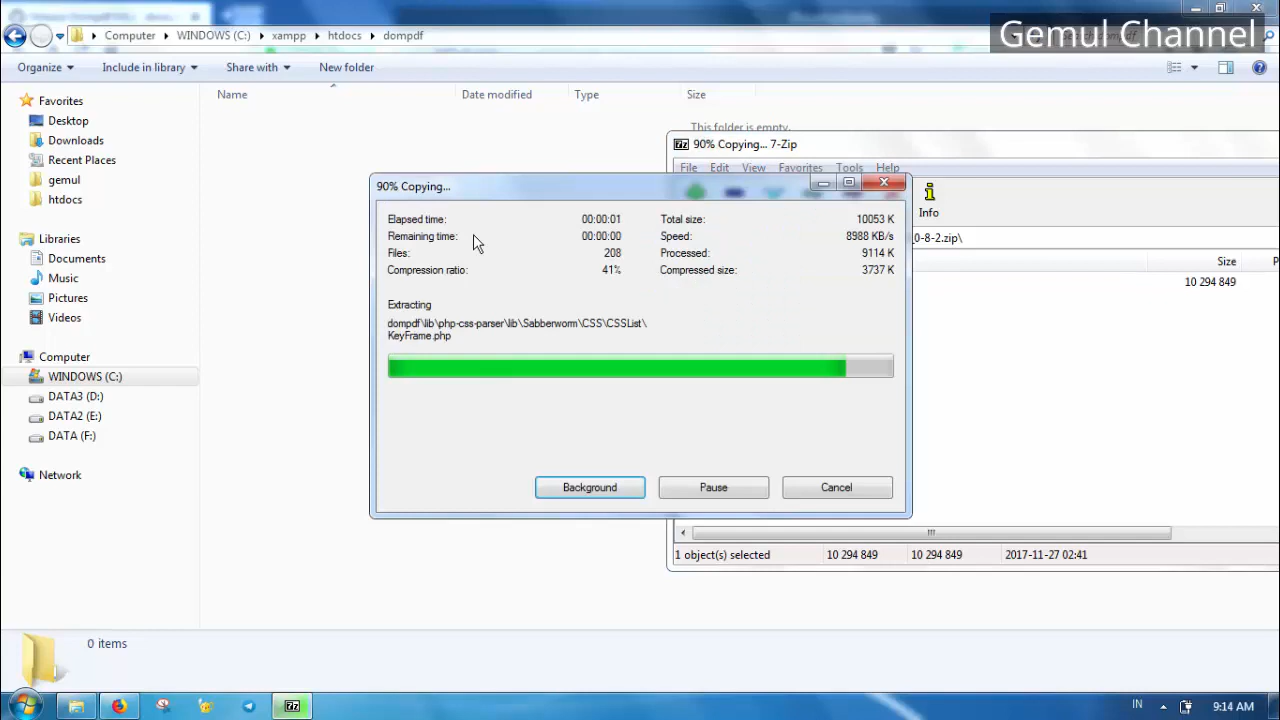 Gemul Channel
Computer WINDOWS (C:) xampp htdocs dompdf
Organize Include in library Share with New folder
Name Date modified Type Size
This folder is empty.
Favorites
Desktop
Downloads
Recent Places
gemul
htdocs
Libraries
Documents
Music
Pictures
Videos
Computer
WINDOWS (C:)
DATA3 (D:)
DATA2 (E:)
DATA (F:)
Network
0 items
7z 90% Copying... 7-Zip
File Edit View Favorites Tools Help
Info
_0-8-2.zip\
Size
10 294 849
1 object(s) selected 10 294 849 10 294 849 2017-11-27 02:41
90% Copying...
Elapsed time: 00:00:01 Total size: 10053 K
Remaining time: 00:00:00 Speed: 8988 KB/s
Files: 208 Processed: 9114 K
Compression ratio: 41% Compressed size: 3737 K
Extracting
dompdf\lib\php-css-parser\lib\Sabberworm\CSS\CSSList\
KeyFrame.php
Background Pause Cancel
7z IN 9:14 AM